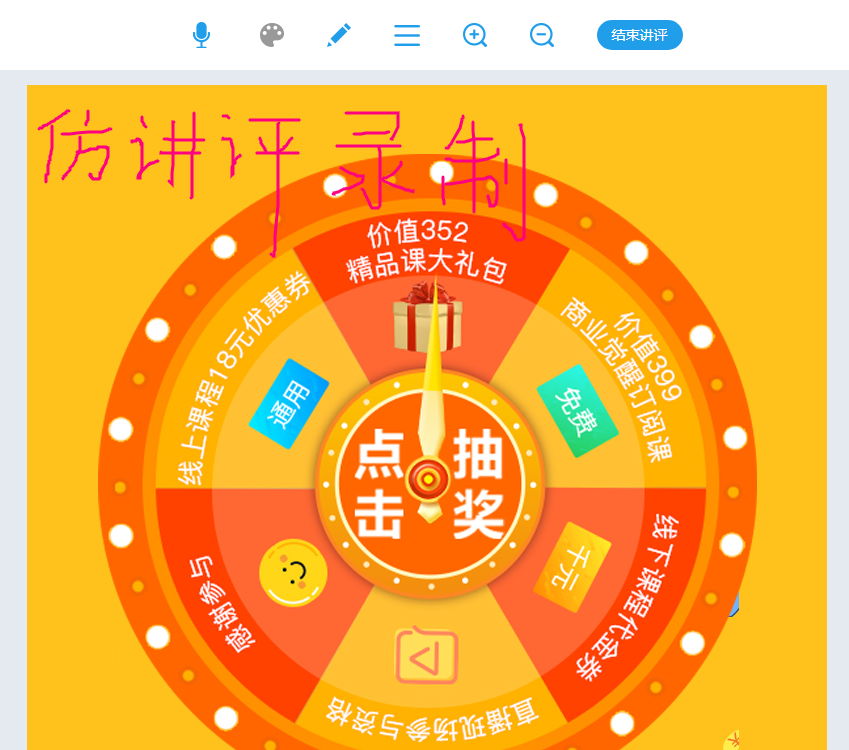 结束讲评
仿讲评录制
价值352
精品课大礼包
价值399
商业觉醒订阅课
免费
线下课程代金券
千元
直播现场参与资格
感谢参与
线上课程18元优惠券
通用
点击
抽奖